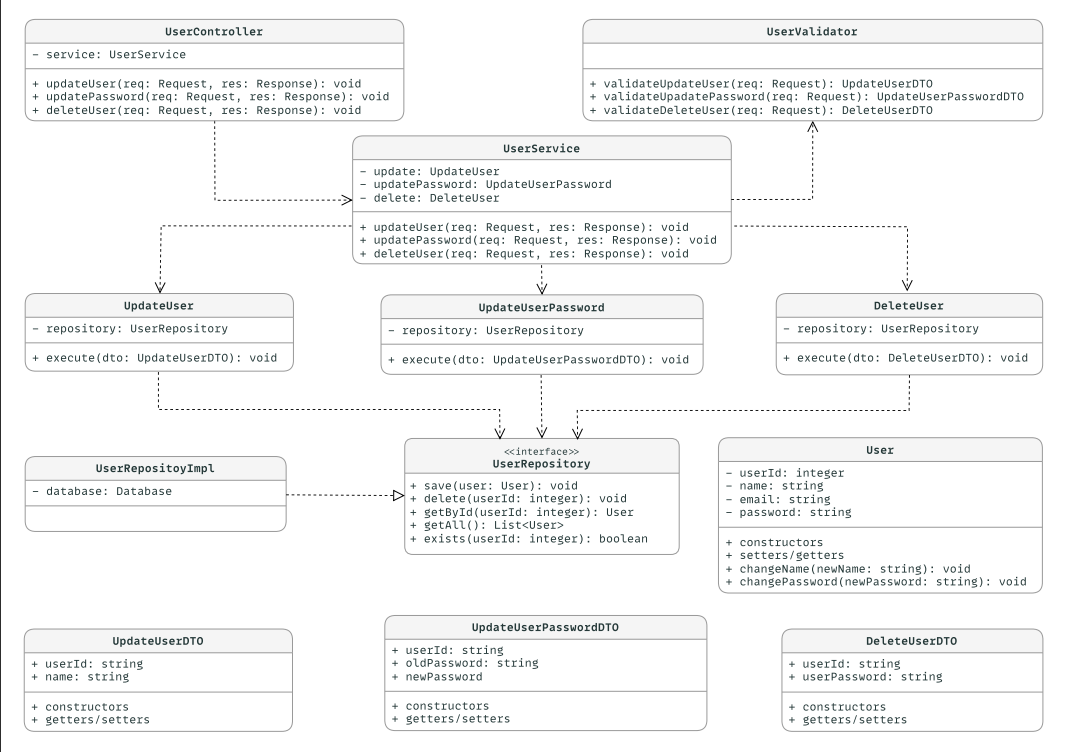 UserController
- service: UserService
+ updateUser(req: Request, res: Response): void
+ updatePassword(req: Request, res: Response): void
+ deleteUser(req: Request, res: Response): void
UserValidator
+ validateUpdateUser(req: Request): UpdateUserDTO
+ validateUpadatePassword(req: Request): UpdateUserPasswordDTO
+ validateDeleteUser(req: Request): DeleteUserDTO
UserService
- update: UpdateUser
- updatePassword: UpdateUserPassword
- delete: DeleteUser
+ updateUser(req: Request, res: Response): void
+ updatePassword(req: Request, res: Response): void
+ deleteUser(req: Request, res: Response): void
UpdateUser
- repository: UserRepository
+ execute(dto: UpdateUserDTO): void
UpdateUserPassword
- repository: UserRepository
+ execute(dto: UpdateUserPasswordDTO): void
DeleteUser
- repository: UserRepository
+ execute(dto: DeleteUserDTO): void
UserRepositoyImpl
- database: Database
<<interface>>
UserRepository
+ save(user: User): void
+ delete(userId: integer): void
+ getById(userId: integer): User
+ getAll(): List<User>
+ exists(userId: integer): boolean
User
- userId: integer
- name: string
- email: string
- password: string
+ constructors
+ setters/getters
+ changeName(newName: string): void
+ changePassword(newPassword: string): void
UpdateUserDTO
+ userId: string
+ name: string
+ constructors
+ getters/setters
UpdateUserPasswordDTO
+ userId: string
+ oldPassword: string
+ newPassword
+ constructors
+ getters/setters
DeleteUserDTO
+ userId: string
+ userPassword: string
+ constructors
+ getters/setters